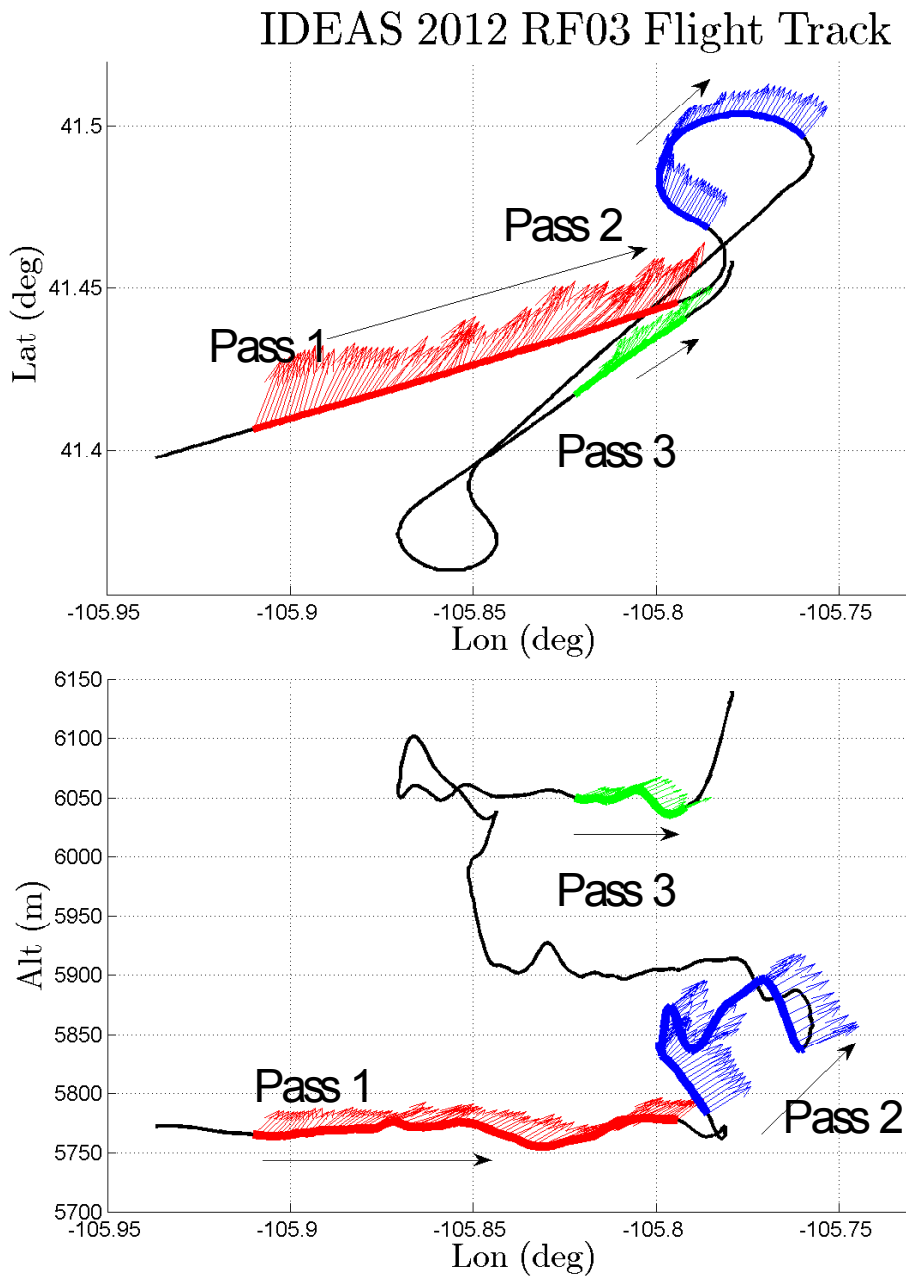 IDEAS 2012 RF03 Flight Track
41.5
Pass 2
41.45
Lat (deg)
Pass 1
41.4
Pass 3
-105.95
-105.9
-105.85
-105.8
-105.75
Lon (deg)
6150
6100
6050
6000
Pass 3
5950
Alt (m)
5900
5850
5800
Pass 1
Pass 2
5750
5700
-105.95
-105.9
-105.85
-105.8
-105.75
Lon (deg)